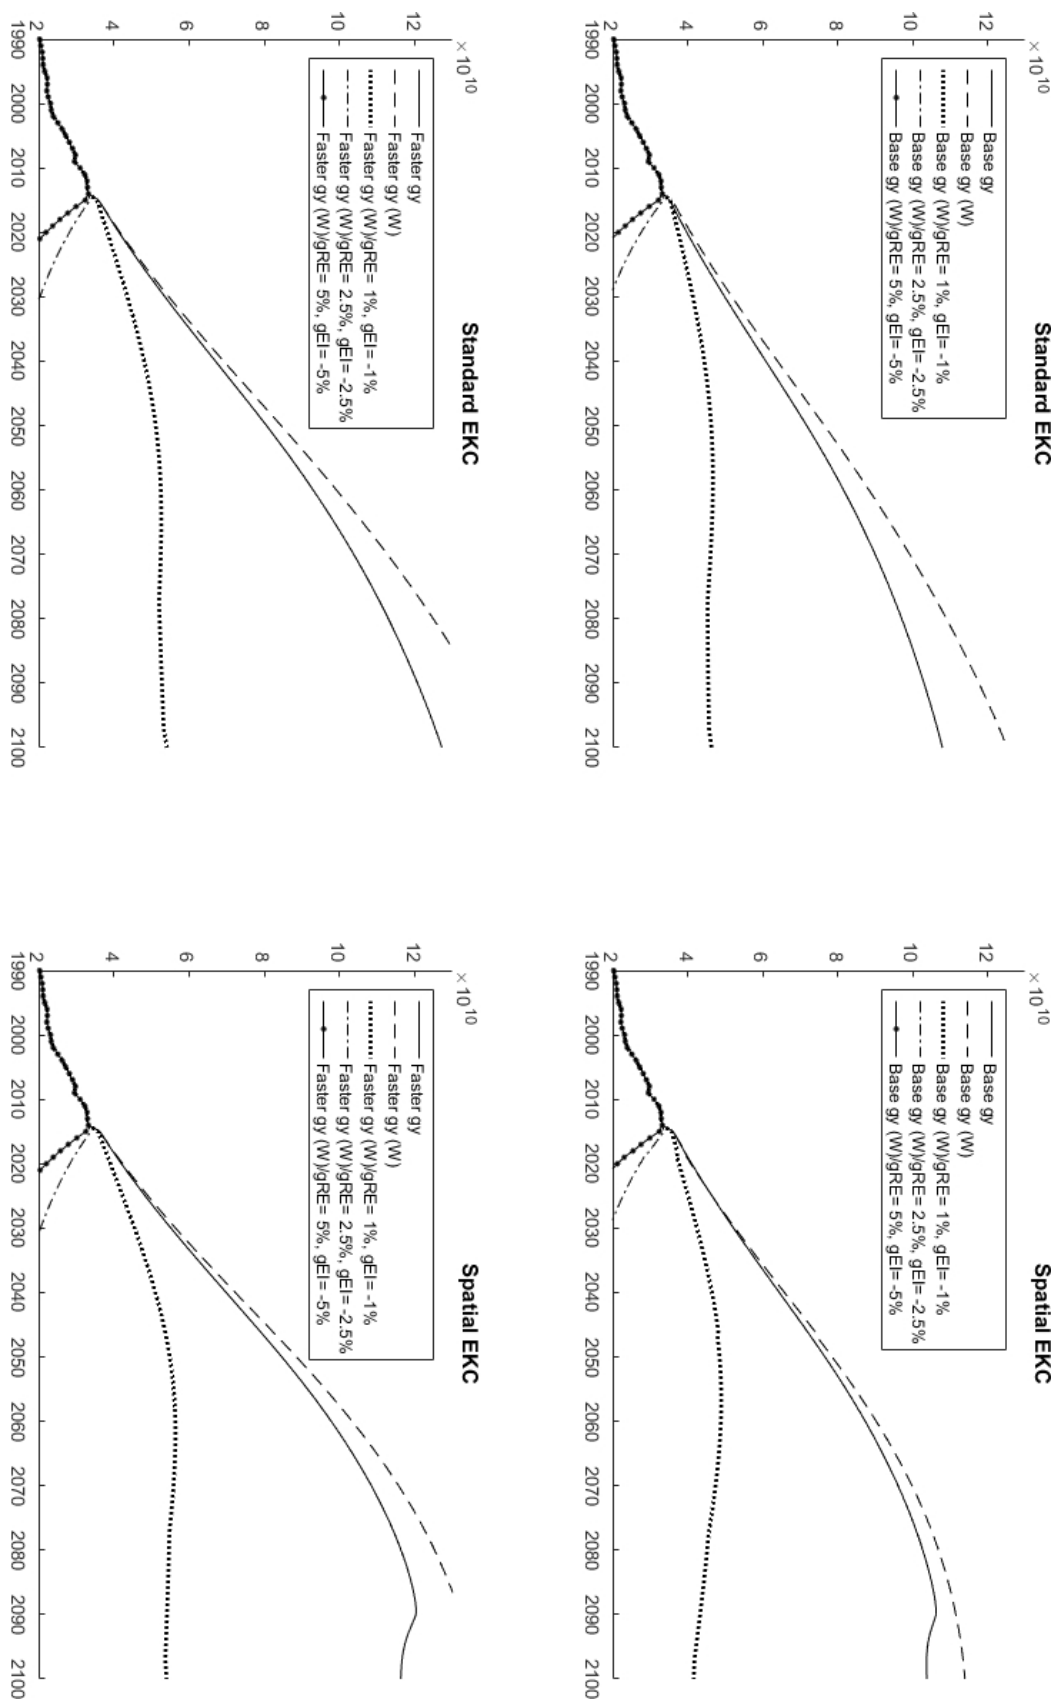 Standard EKC
× 10^10
12
10
8
6
4
2
Base gy
Base gy (W)
Base gy (W)/gRE= 1%, gEI= -1%
Base gy (W)/gRE= 2.5%, gEI= -2.5%
Base gy (W)/gRE= 5%, gEI= -5%
1990 2000 2010 2020 2030 2040 2050 2060 2070 2080 2090 2100
Spatial EKC
× 10^10
12
10
8
6
4
2
Base gy
Base gy (W)
Base gy (W)/gRE= 1%, gEI= -1%
Base gy (W)/gRE= 2.5%, gEI= -2.5%
Base gy (W)/gRE= 5%, gEI= -5%
1990 2000 2010 2020 2030 2040 2050 2060 2070 2080 2090 2100
Standard EKC
× 10^10
12
10
8
6
4
2
Faster gy
Faster gy (W)
Faster gy (W)/gRE= 1%, gEI= -1%
Faster gy (W)/gRE= 2.5%, gEI= -2.5%
Faster gy (W)/gRE= 5%, gEI= -5%
1990 2000 2010 2020 2030 2040 2050 2060 2070 2080 2090 2100
Spatial EKC
× 10^10
12
10
8
6
4
2
Faster gy
Faster gy (W)
Faster gy (W)/gRE= 1%, gEI= -1%
Faster gy (W)/gRE= 2.5%, gEI= -2.5%
Faster gy (W)/gRE= 5%, gEI= -5%
1990 2000 2010 2020 2030 2040 2050 2060 2070 2080 2090 2100